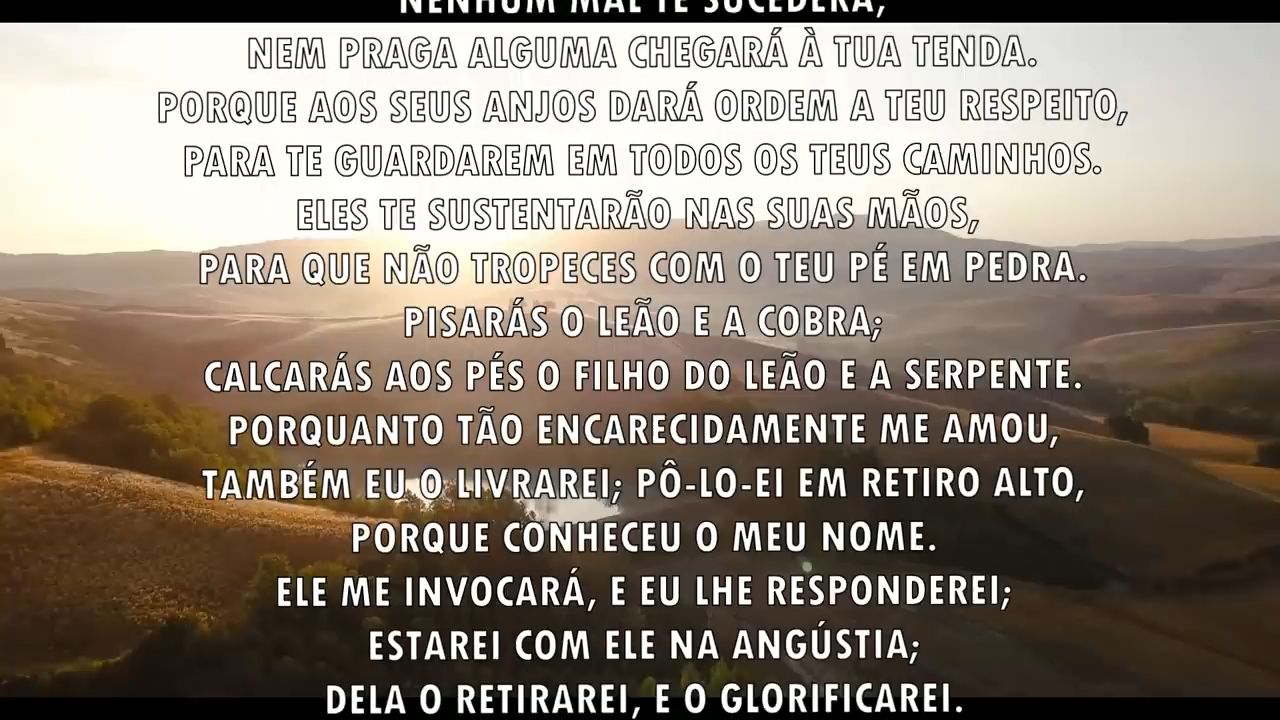 NENHUM MAL TE SUCEDERÁ,
NEM PRAGA ALGUMA CHEGARÁ À TUA TENDA.
PORQUE AOS SEUS ANJOS DARÁ ORDEM A TEU RESPEITO,
PARA TE GUARDAREM EM TODOS OS TEUS CAMINHOS.
ELES TE SUSTENTARÃO NAS SUAS MÃOS,
PARA QUE NÃO TROPECES COM O TEU PÉ EM PEDRA.
PISARÁS O LEÃO E A COBRA;
CALCARÁS AOS PÉS O FILHO DO LEÃO E A SERPENTE.
PORQUANTO TÃO ENCARECIDAMENTE ME AMOU,
TAMBÉM EU O LIVRAREI; PÔ-LO-EI EM RETIRO ALTO,
PORQUE CONHECEU O MEU NOME.
ELE ME INVOCARÁ, E EU LHE RESPONDEREI;
ESTAREI COM ELE NA ANGÚSTIA;
DELA O RETIRAREI, E O GLORIFICAREI.